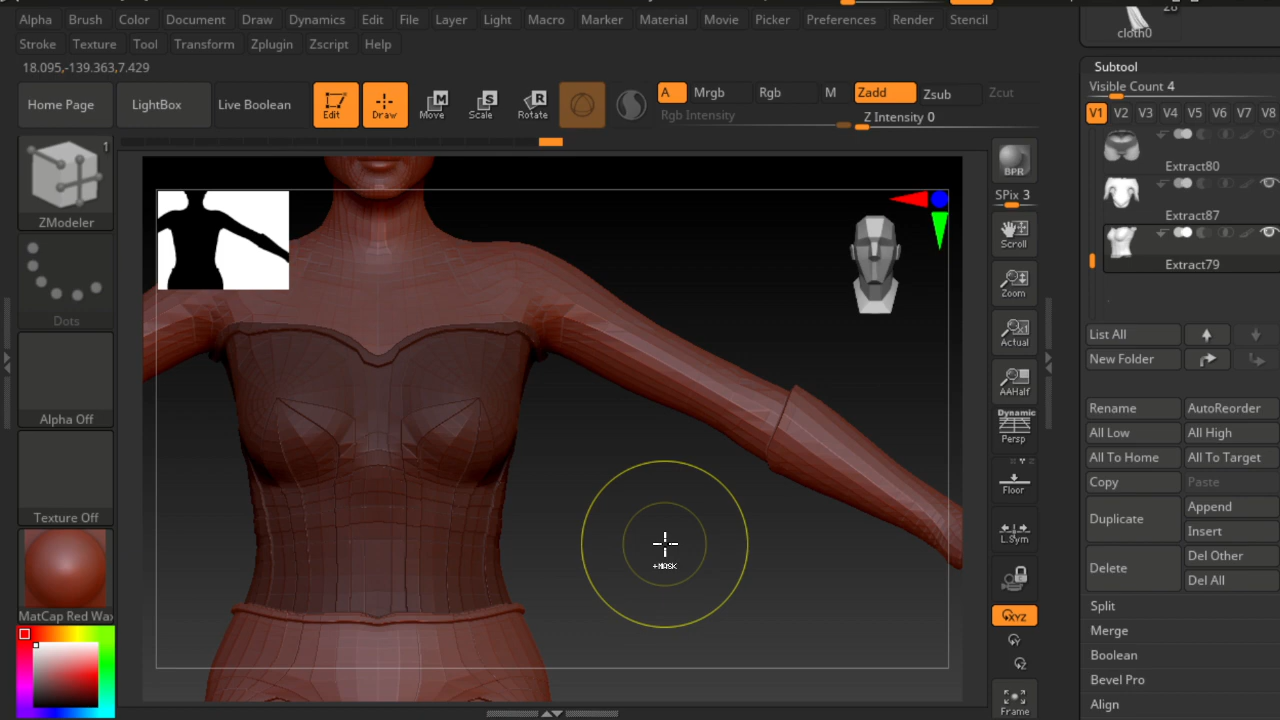 Alpha Brush Color Document Draw Dynamics Edit File Layer Light Macro Marker Material Movie Picker Preferences Render Stencil
Stroke Texture Tool Transform Zplugin Zscript Help
18.095,-139.363,7.429
Home Page
LightBox
Live Boolean
Edit
Draw
Move
Scale
Rotate
A
Mrgb
Rgb
M
Zadd
Zsub
Zcut
Rgb Intensity
Z Intensity 0
1
ZModeler
Dots
Alpha Off
Texture Off
MatCap Red Wax
+MASK
BPR
SPix 3
Scroll
Zoom
Actual
AAHalf
Dynamic
Persp
Floor
L.Sym
XYZ
Y
Z
Frame
cloth0
Subtool
Visible Count 4
V1 V2 V3 V4 V5 V6 V7 V8
Extract80
Extract87
Extract79
List All
New Folder
Rename AutoReorder
All Low All High
All To Home All To Target
Copy Paste
Duplicate
Append
Insert
Delete
Del Other
Del All
Split
Merge
Boolean
Bevel Pro
Align